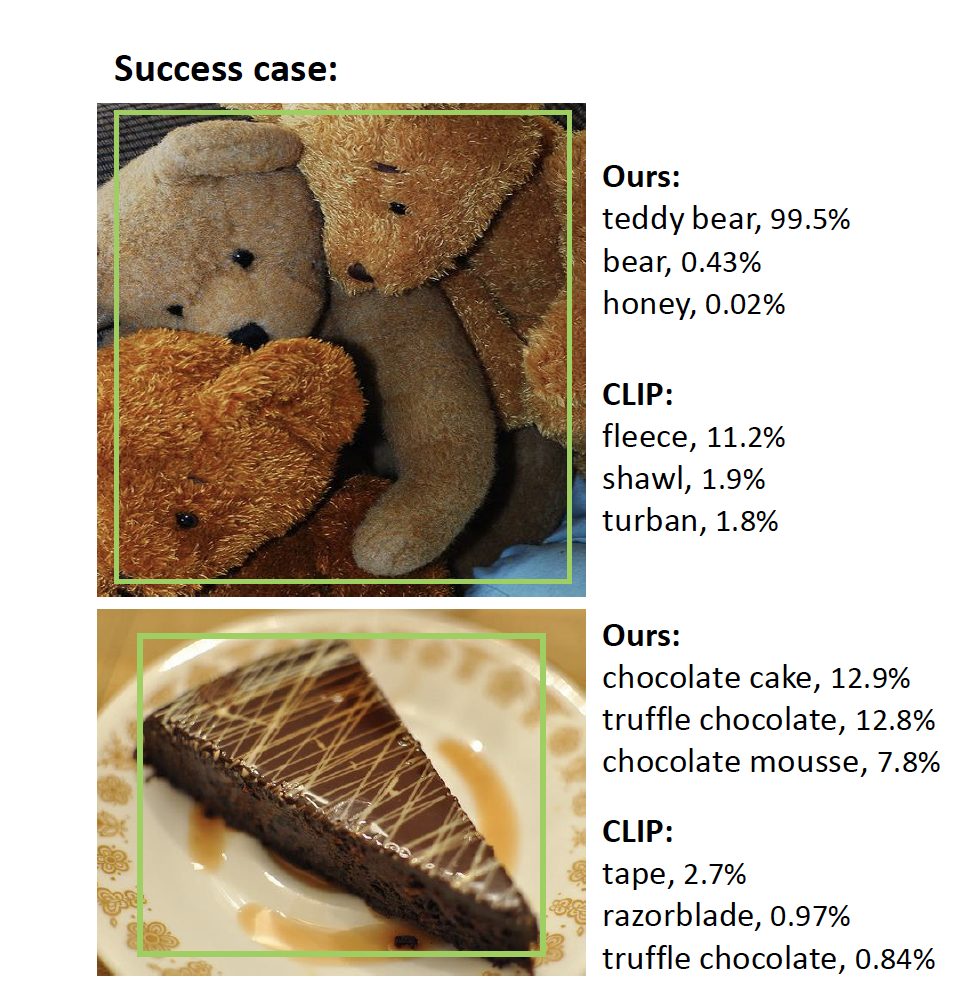 Success case:
Ours:
teddy bear, 99.5%
bear, 0.43%
honey, 0.02%
CLIP:
fleece, 11.2%
shawl, 1.9%
turban, 1.8%
Ours:
chocolate cake, 12.9%
truffle chocolate, 12.8%
chocolate mousse, 7.8%
CLIP:
tape, 2.7%
razorblade, 0.97%
truffle chocolate, 0.84%